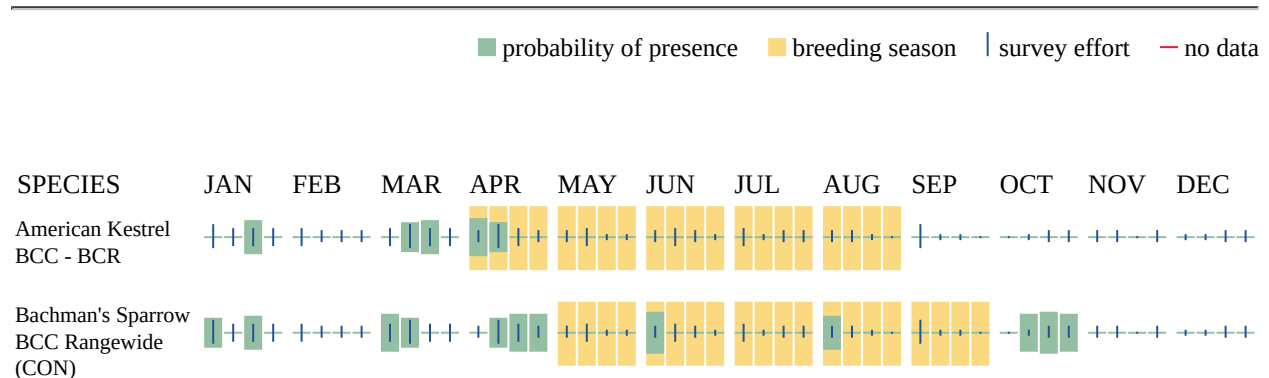 probability of presence breeding season survey effort no data
SPECIES JAN FEB MAR APR MAY JUN JUL AUG SEP OCT NOV DEC
American Kestrel
BCC - BCR
Bachman's Sparrow
BCC Rangewide
(CON)